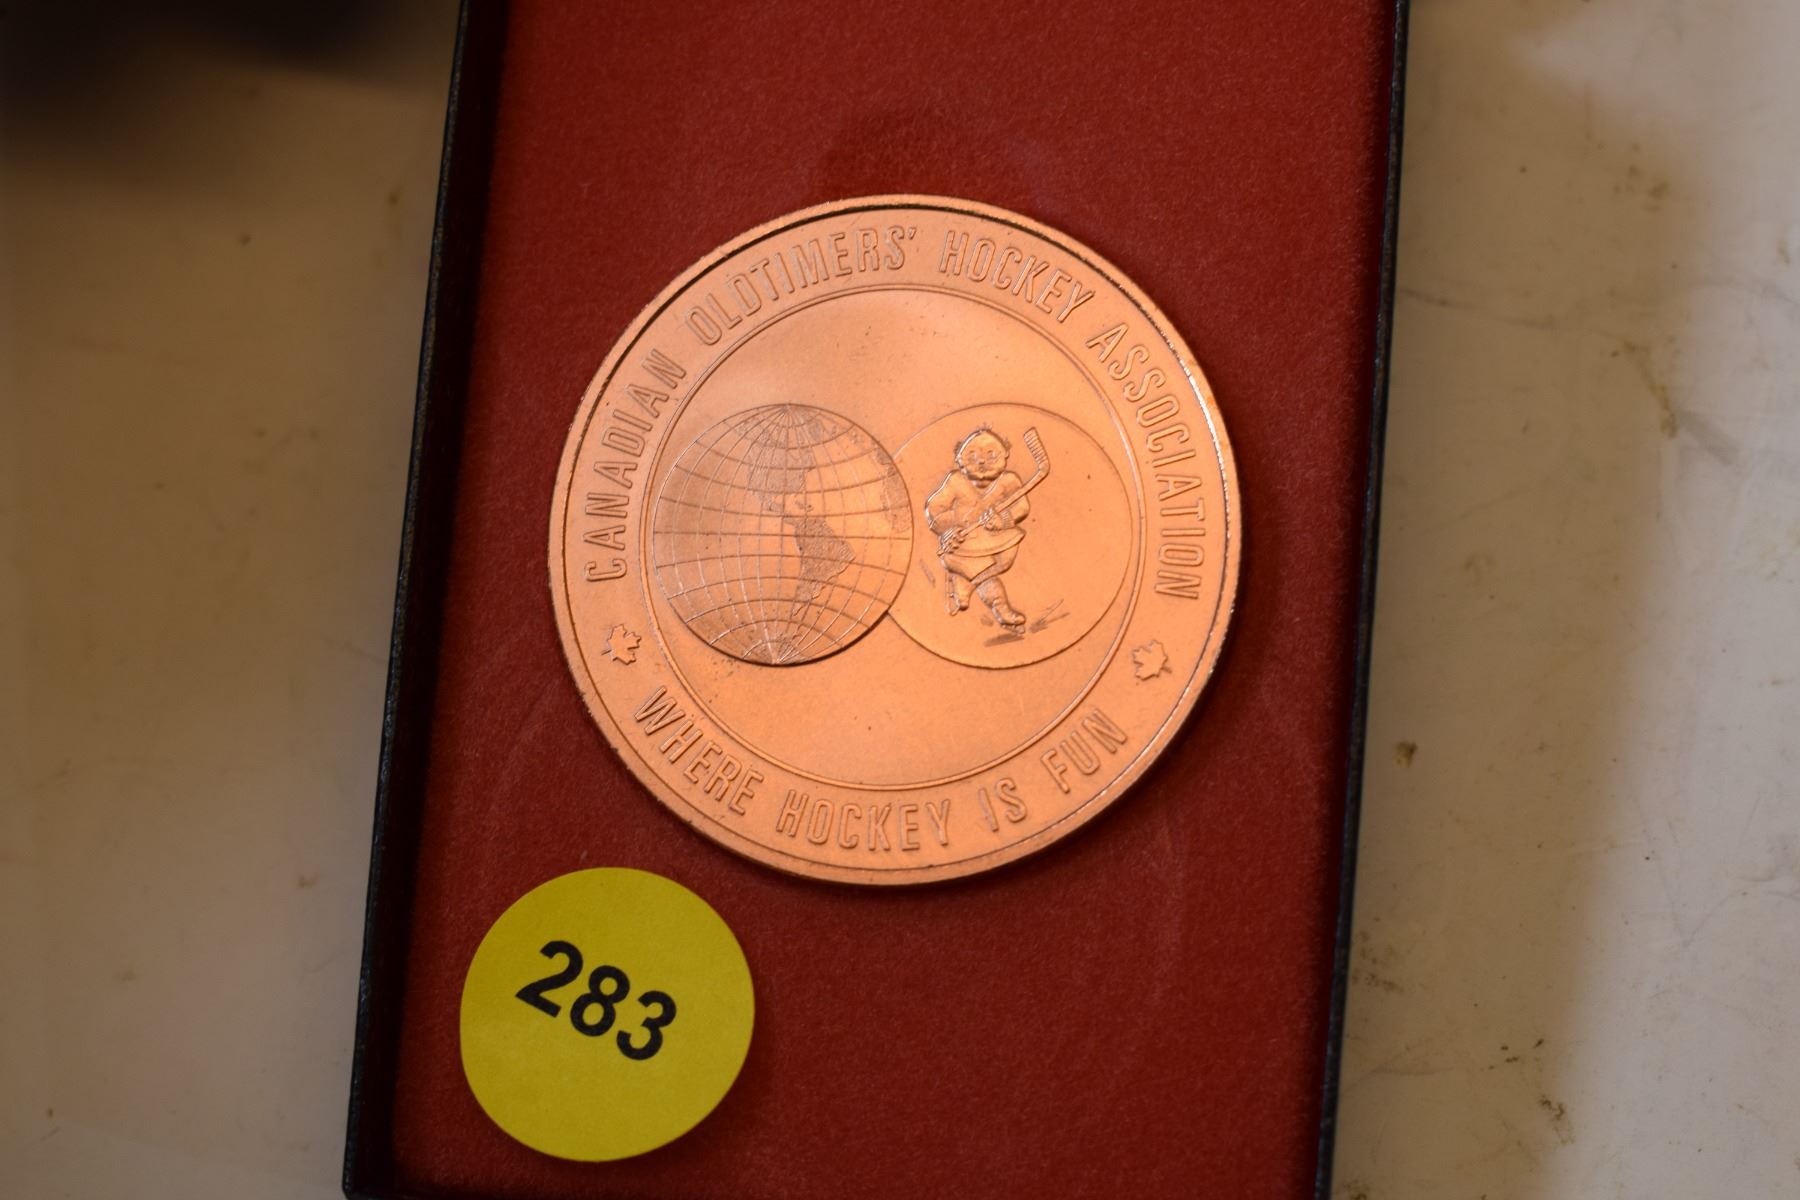 CANADIAN OLDTIMERS' HOCKEY ASSOCIATION
WHERE HOCKEY IS FUN
283